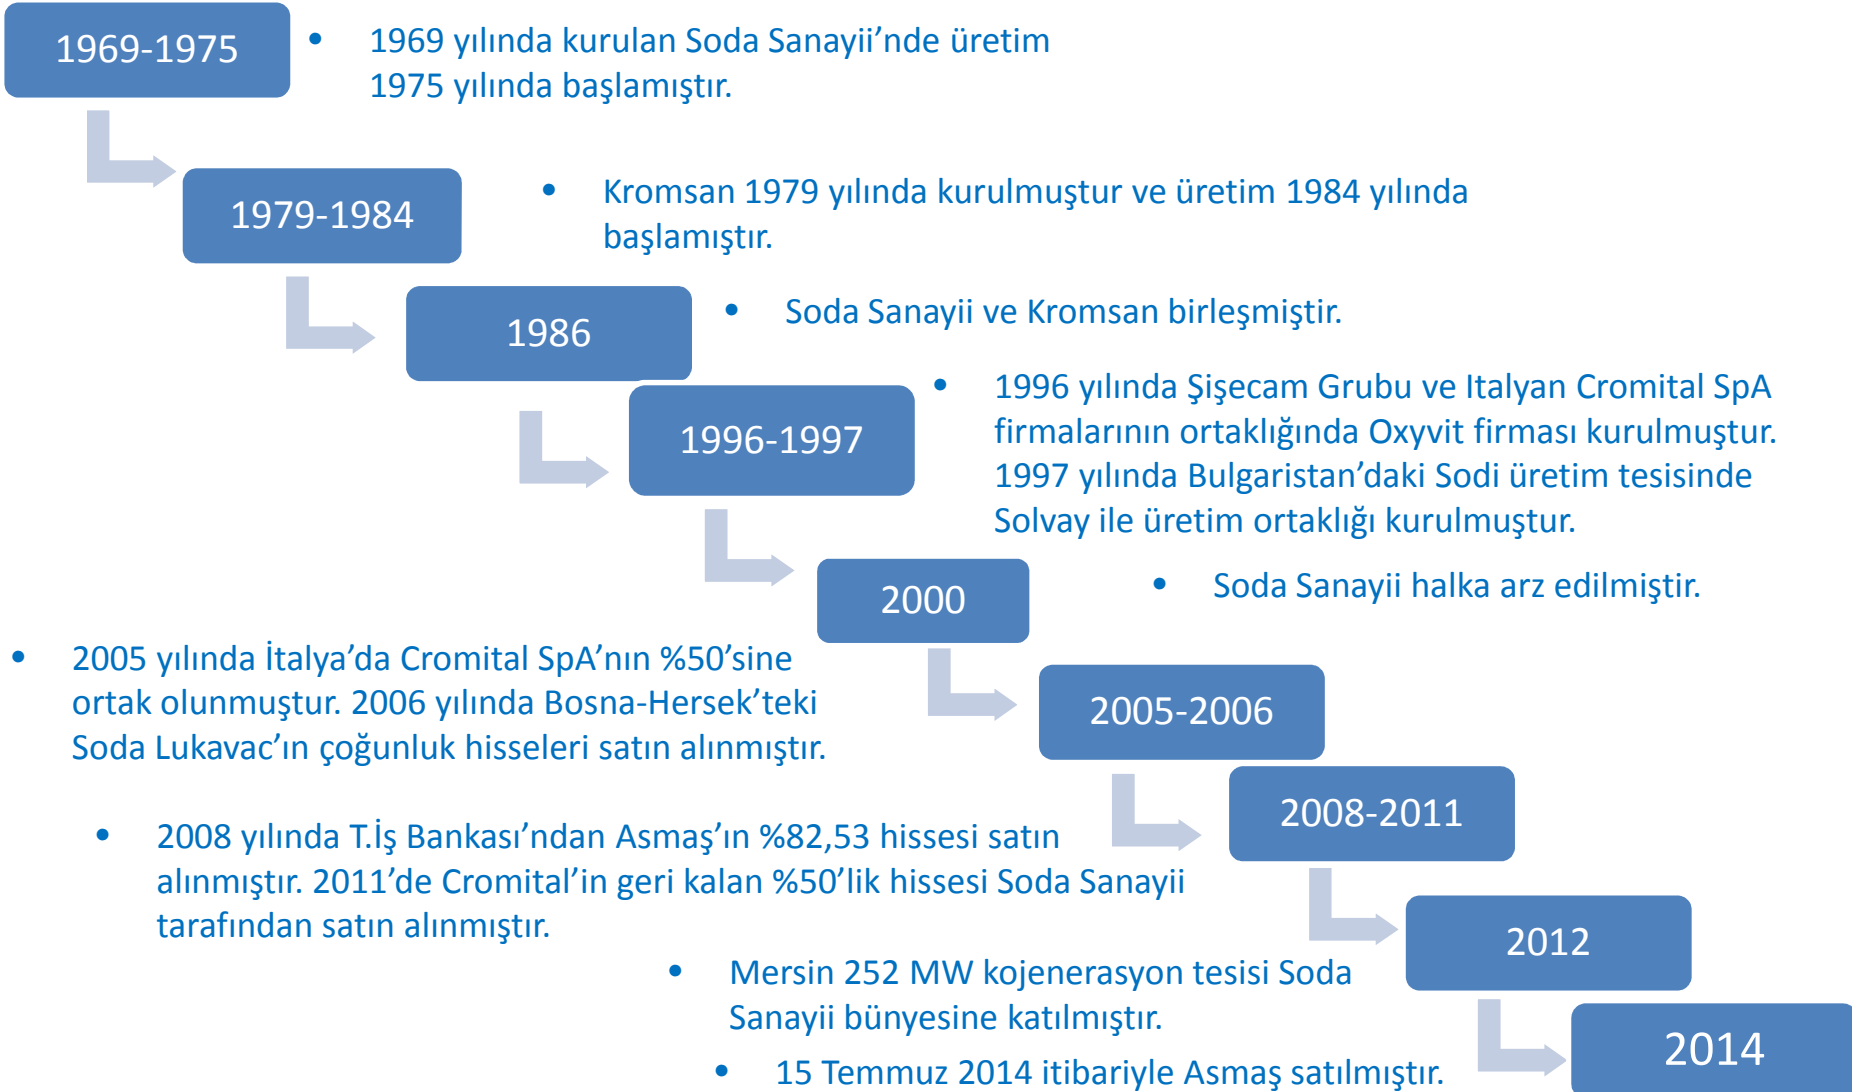 1969-1975
• 1969 yılında kurulan Soda Sanayii’nde üretim
1975 yılında başlamıştır.
1979-1984
• Kromsan 1979 yılında kurulmuştur ve üretim 1984 yılında
başlamıştır.
1986
• Soda Sanayii ve Kromsan birleşmiştir.
1996-1997
• 1996 yılında Şişecam Grubu ve Italyan Cromital SpA
firmalarının ortaklığında Oxyvit firması kurulmuştur.
1997 yılında Bulgaristan’daki Sodi üretim tesisinde
Solvay ile üretim ortaklığı kurulmuştur.
2000
• Soda Sanayii halka arz edilmiştir.
2005-2006
• 2005 yılında İtalya’da Cromital SpA’nın %50’sine
ortak olunmuştur. 2006 yılında Bosna-Hersek’teki
Soda Lukavac’ın çoğunluk hisseleri satın alınmıştır.
2008-2011
• 2008 yılında T.İş Bankası’ndan Asmaş’ın %82,53 hissesi satın
alınmıştır. 2011’de Cromital’in geri kalan %50’lik hissesi Soda Sanayii
tarafından satın alınmıştır.
2012
• Mersin 252 MW kojenerasyon tesisi Soda
Sanayii bünyesine katılmıştır.
2014
• 15 Temmuz 2014 itibariyle Asmaş satılmıştır.